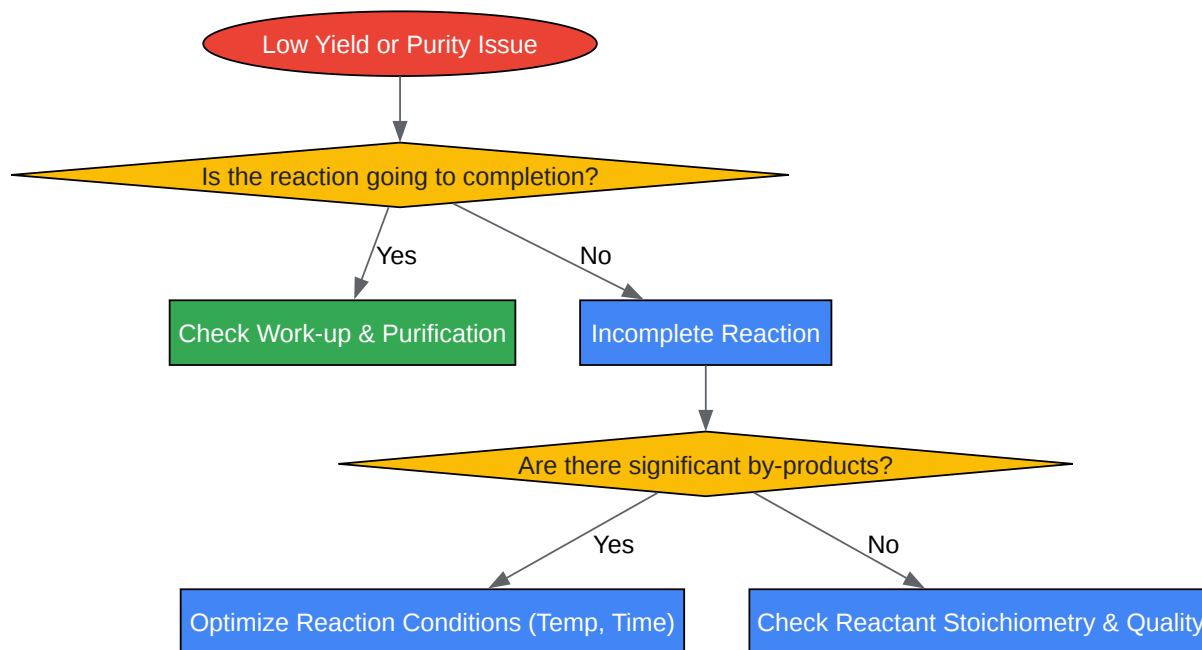 Low Yield or Purity Issue
Is the reaction going to completion?
Yes
No
Check Work-up & Purification
Incomplete Reaction
Are there significant by-products?
Yes
No
Optimize Reaction Conditions (Temp, Time)
Check Reactant Stoichiometry & Quality